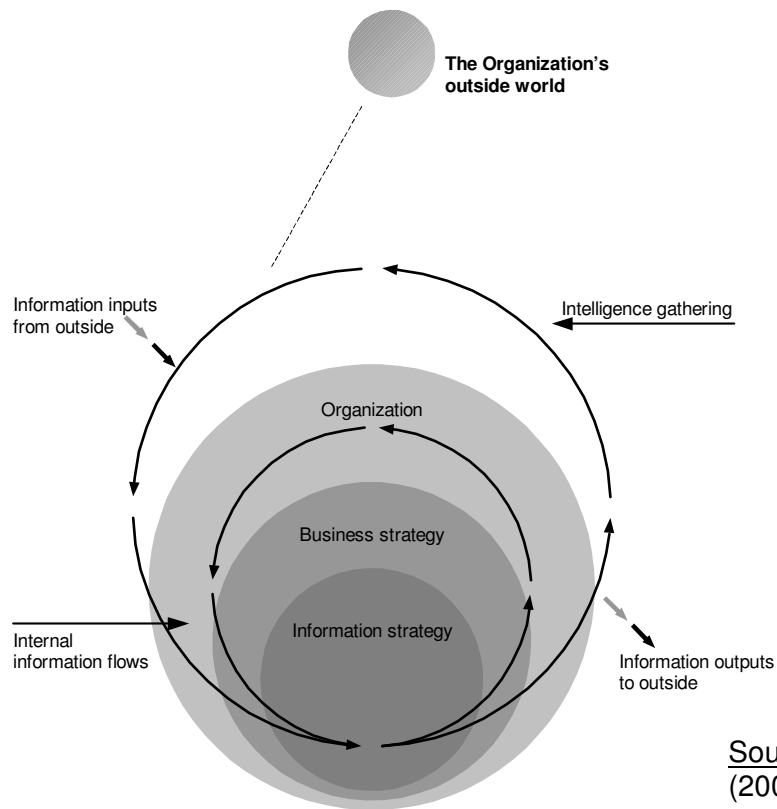 The Organization's
outside world
Information inputs
from outside
Intelligence gathering
Organization
Business strategy
Information strategy
Internal
information flows
Information outputs
to outside